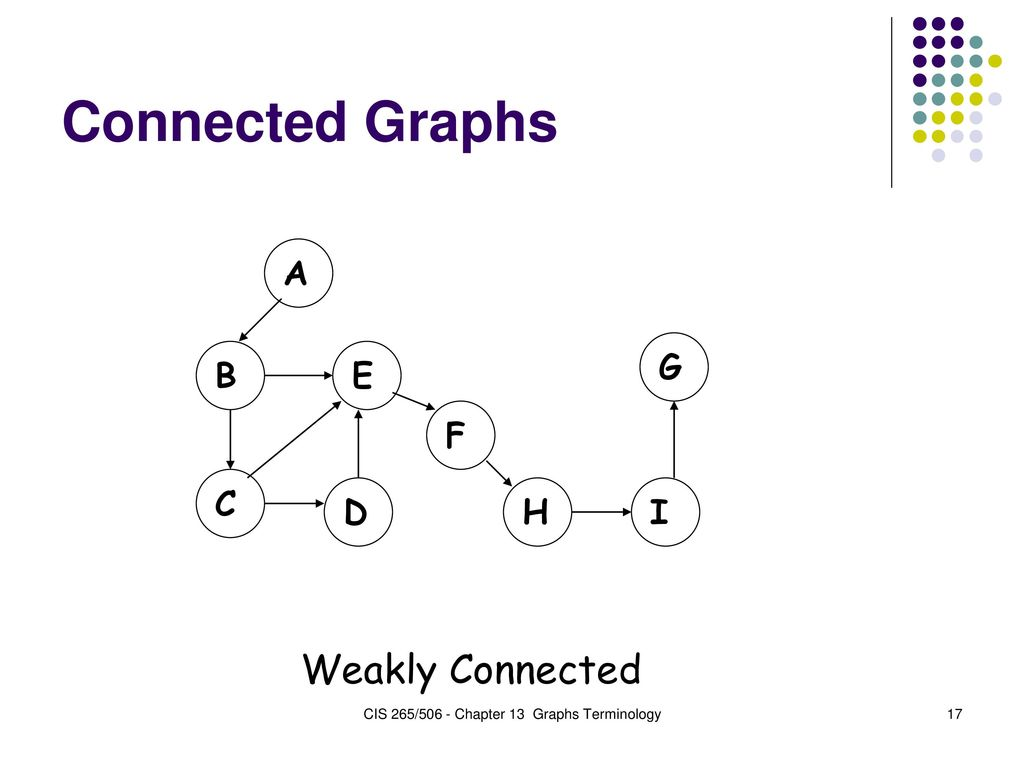 Connected Graphs
A
B E G
F
C D H I
Weakly Connected
CIS 265/506 - Chapter 13 Graphs Terminology 17